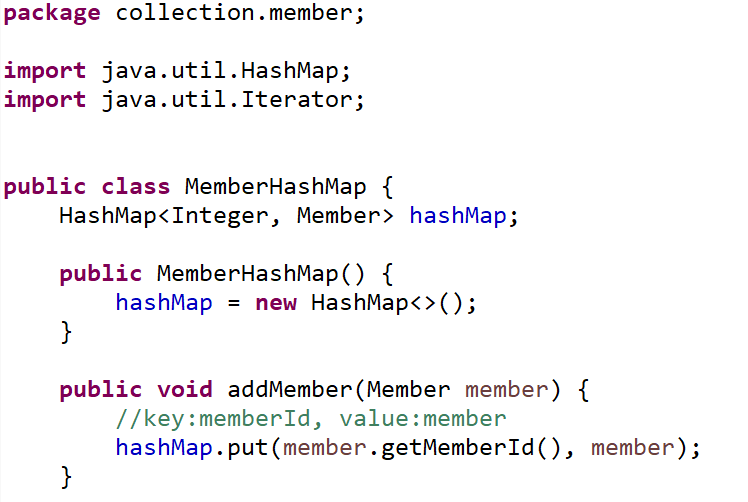 package collection.member;
import java.util.HashMap;
import java.util.Iterator;
public class MemberHashMap {
HashMap<Integer, Member> hashMap;
public MemberHashMap() {
hashMap = new HashMap<>();
}
public void addMember(Member member) {
//key:memberId, value:member
hashMap.put(member.getMemberId(), member);
}